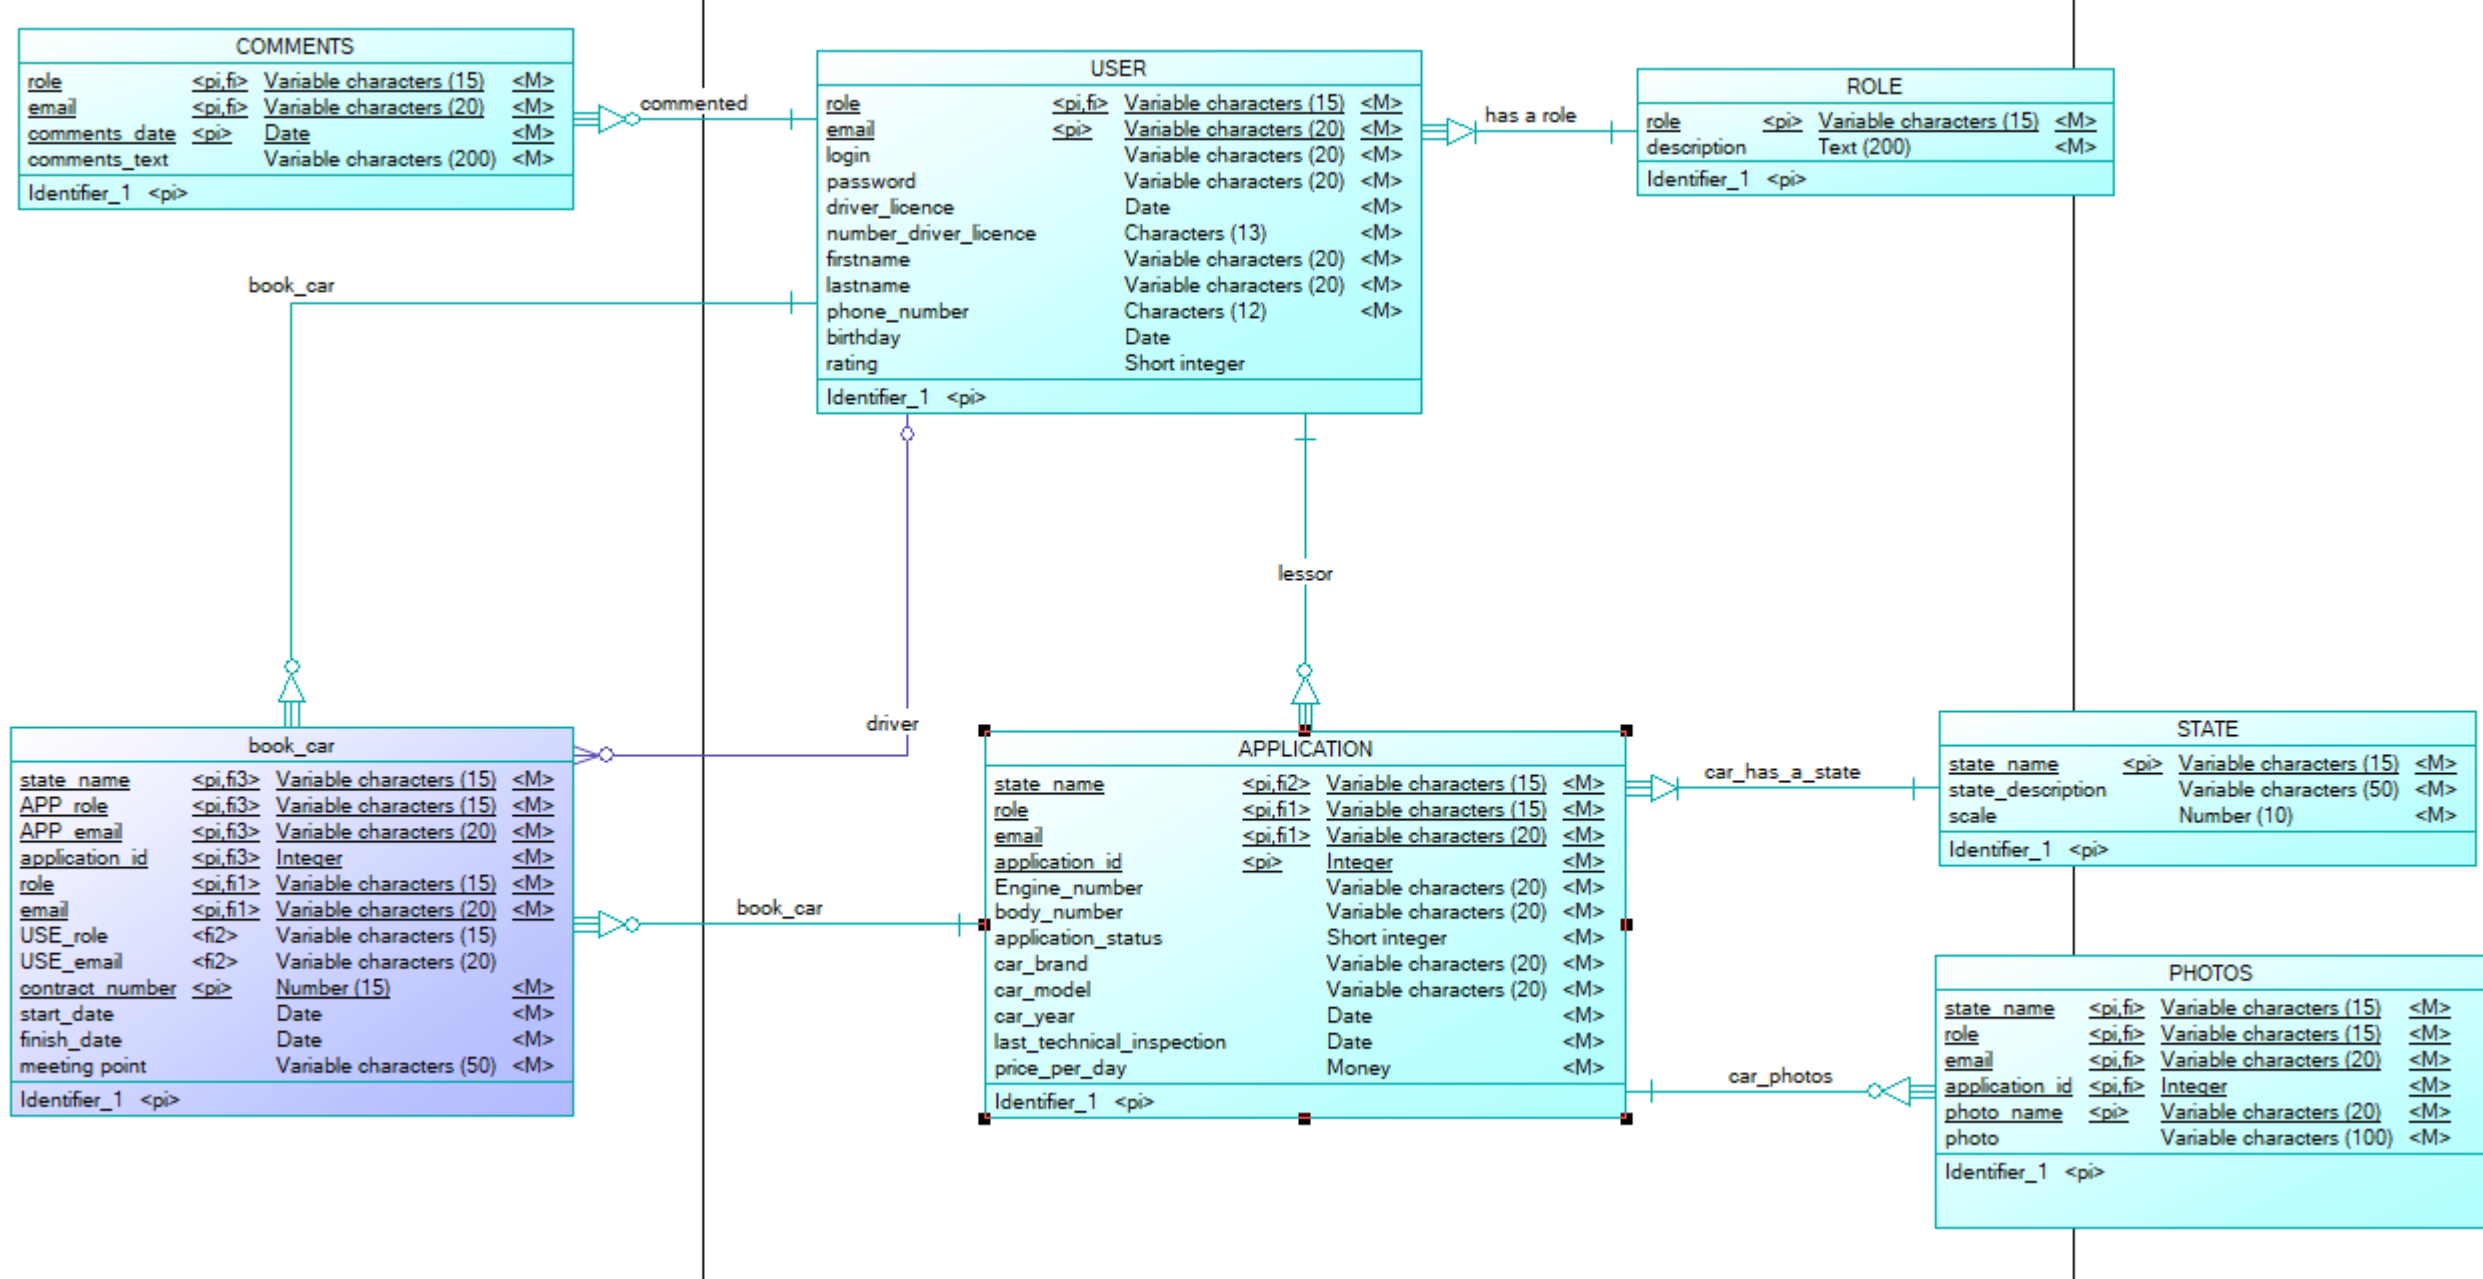 COMMENTS
role <pi,fi> Variable characters (15) <M>
email <pi,fi> Variable characters (20) <M>
comments_date <pi> Date <M>
comments_text Variable characters (200) <M>
Identifier_1 <pi>
commented
USER
role <pi,fi> Variable characters (15) <M>
email <pi> Variable characters (20) <M>
login Variable characters (20) <M>
password Variable characters (20) <M>
driver_licence Date <M>
number_driver_licence Characters (13) <M>
firstname Variable characters (20) <M>
lastname Variable characters (20) <M>
phone_number Characters (12) <M>
birthday Date
rating Short integer
Identifier_1 <pi>
has a role
ROLE
role <pi> Variable characters (15) <M>
description Text (200) <M>
Identifier_1 <pi>
book_car
lessor
driver
book_car
state_name <pi,fi3> Variable characters (15) <M>
APP_role <pi,fi3> Variable characters (15) <M>
APP_email <pi,fi3> Variable characters (20) <M>
application_id <pi,fi3> Integer <M>
role <pi,fi1> Variable characters (15) <M>
email <pi,fi1> Variable characters (20) <M>
USE_role <fi2> Variable characters (15)
USE_email <fi2> Variable characters (20)
contract_number <pi> Number (15) <M>
start_date Date <M>
finish_date Date <M>
meeting point Variable characters (50) <M>
Identifier_1 <pi>
book_car
APPLICATION
state_name <pi,fi2> Variable characters (15) <M>
role <pi,fi1> Variable characters (15) <M>
email <pi,fi1> Variable characters (20) <M>
application_id <pi> Integer <M>
Engine_number Variable characters (20) <M>
body_number Variable characters (20) <M>
application_status Short integer <M>
car_brand Variable characters (20) <M>
car_model Variable characters (20) <M>
car_year Date <M>
last_technical_inspection Date <M>
price_per_day Money <M>
Identifier_1 <pi>
car_has_a_state
STATE
state_name <pi> Variable characters (15) <M>
state_description Variable characters (50) <M>
scale Number (10) <M>
Identifier_1 <pi>
car_photos
PHOTOS
state_name <pi,fi> Variable characters (15) <M>
role <pi,fi> Variable characters (15) <M>
email <pi,fi> Variable characters (20) <M>
application_id <pi,fi> Integer <M>
photo_name <pi> Variable characters (20) <M>
photo Variable characters (100) <M>
Identifier_1 <pi>